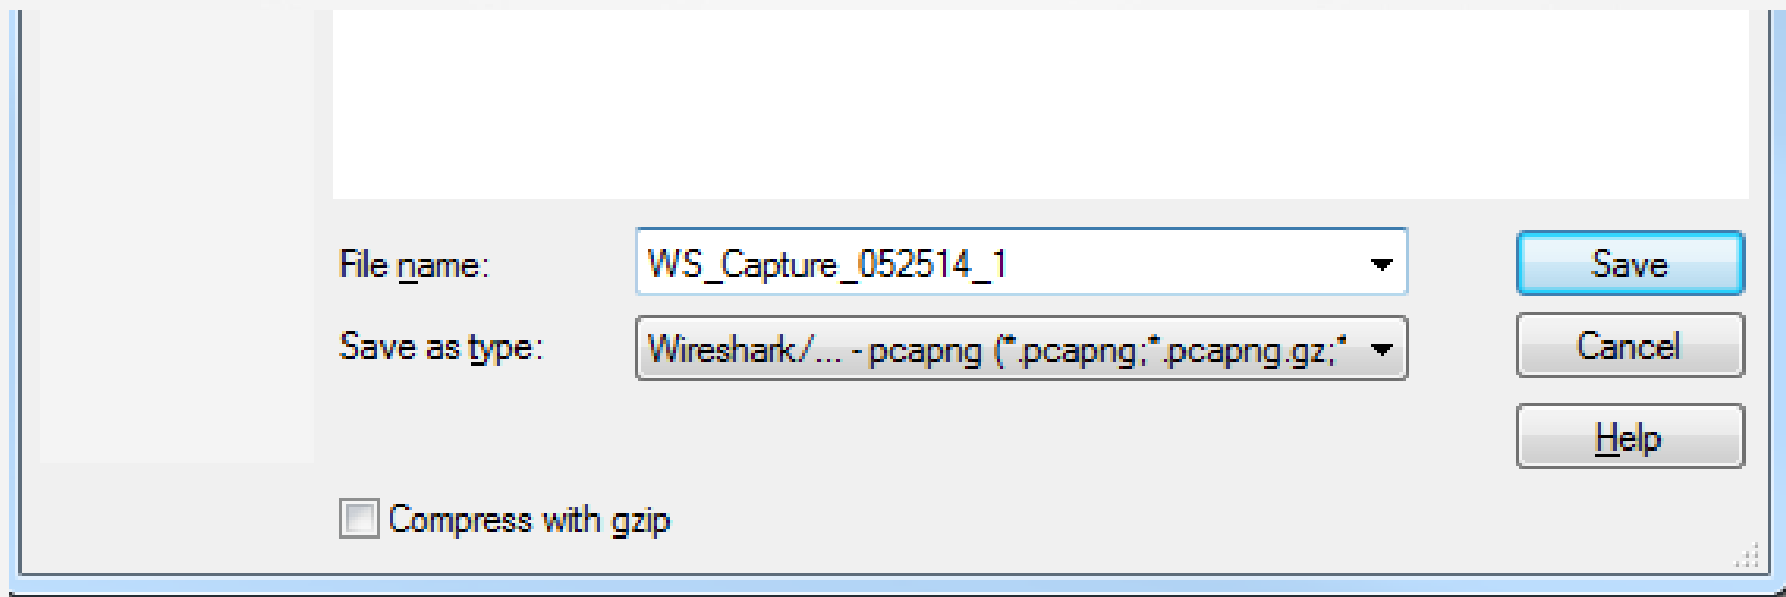 File name: WS_Capture_052514_1 Save
Save as type: Wireshark/... - pcapng (*.pcapng;*.pcapng.gz;* Cancel
Help
Compress with gzip